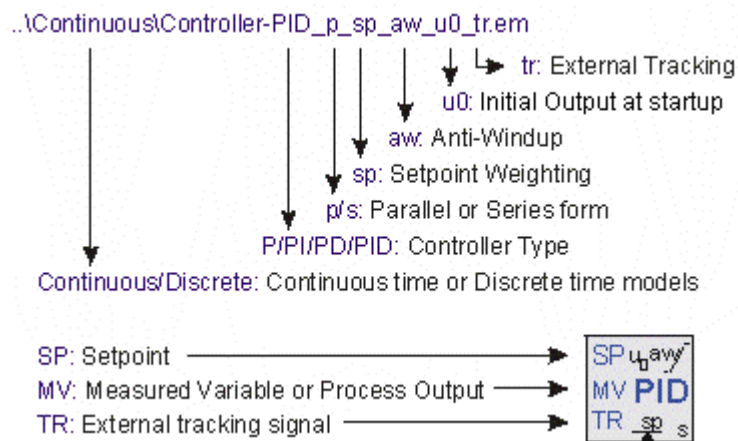 ..\Continuous\Controller-PID_p_sp_aw_u0_tr.em
tr: External Tracking
u0: Initial Output at startup
aw: Anti-Windup
sp: Setpoint Weighting
p/s: Parallel or Series form
P/PI/PD/PID: Controller Type
Continuous/Discrete: Continuous time or Discrete time models
SP: Setpoint
SP u0 aw
MV: Measured Variable or Process Output
MV PID
TR: External tracking signal
TR sp s